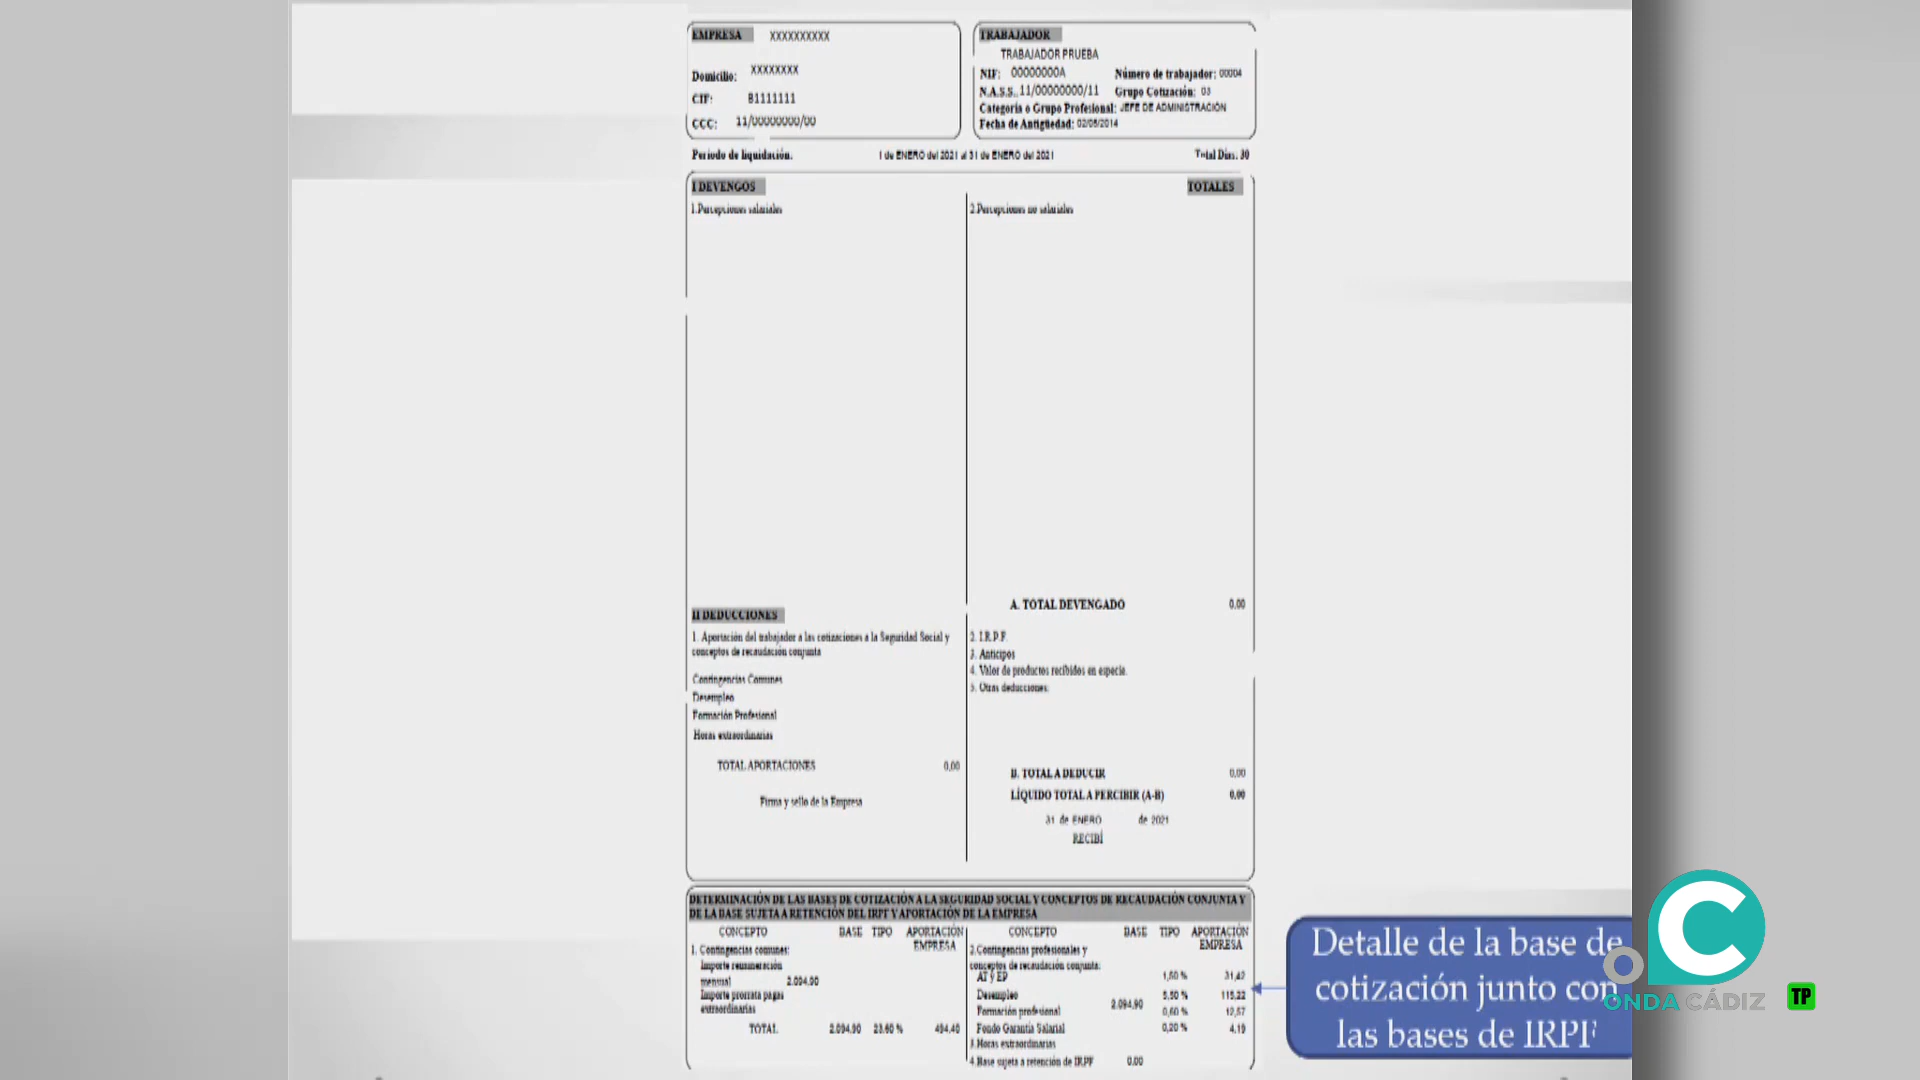 EMPRESA XXXXXXXXXX
Domicilio: XXXXXXXX
CIF: B1111111
CCC: 11/00000000/00
TRABAJADOR
TRABAJADOR PRUEBA
NIF: 00000000A Número de trabajador: 00004
N.A.S.S. 11/00000000/11 Grupo Cotización: 03
Categoría o Grupo Profesional: JEFE DE ADMINISTRACIÓN
Fecha de Antigüedad: 02/05/2014
Periodo de liquidación. 1 de ENERO del 2021 al 31 de ENERO del 2021 Total Días. 30
I DEVENGOS TOTALES
1.Percepciones salariales 2.Percepciones no salariales
A. TOTAL DEVENGADO 0,00
II DEDUCCIONES
1. Aportación del trabajador a las cotizaciones a la Seguridad Social y
conceptos de recaudación conjunta
Contingencias Comunes
Desempleo
Formación Profesional
Horas extraordinarias
TOTAL APORTACIONES 0,00
Firma y sello de la Empresa
2. I.R.P.F.
3. Anticipos
4. Valor de productos recibidos en especie.
5. Otras deducciones.
B. TOTAL A DEDUCIR 0,00
LÍQUIDO TOTAL A PERCIBIR (A-B) 0,00
31 de ENERO de 2021
RECIBÍ
DETERMINACIÓN DE LAS BASES DE COTIZACIÓN A LA SEGURIDAD SOCIAL Y CONCEPTOS DE RECAUDACIÓN CONJUNTA Y
DE LA BASE SUJETA A RETENCIÓN DEL IRPF Y APORTACIÓN DE LA EMPRESA
CONCEPTO BASE TIPO APORTACIÓN EMPRESA
1. Contingencias comunes:
Importe remuneración
mensual 2.094,90
Importe prorrata pagas
extraordinarias
TOTAL 2.094,90 23,60 % 494,40
CONCEPTO BASE TIPO APORTACIÓN EMPRESA
2.Contingencias profesionales y
conceptos de recaudación conjunta:
AT y EP 1,50 % 31,42
Desempleo 5,50 % 115,22
2.094,90
Formación profesional 0,60 % 12,57
Fondo Garantía Salarial 0,20 % 4,19
3.Horas extraordinarias
4.Base sujeta a retención de IRPF 0,00
Detalle de la base de
cotización junto con
las bases de IRPF
ONDA CÁDIZ
TP